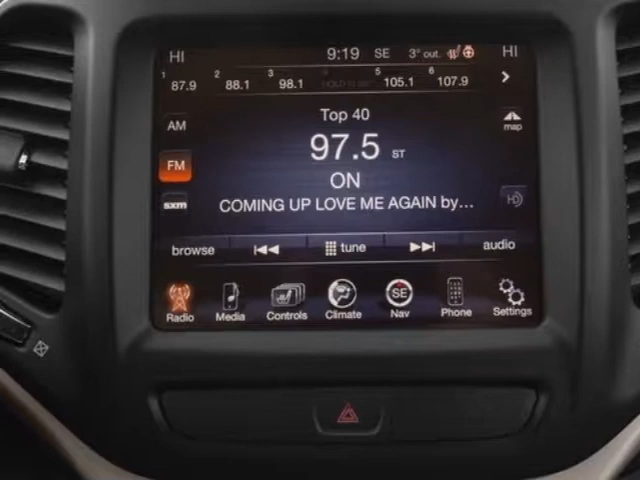 HI 9:19 SE 3° out. HI
1 87.9 2 88.1 3 98.1 5 105.1 6 107.9
Top 40
AM
map
97.5 ST
FM
ON
COMING UP LOVE ME AGAIN by...
sxm
HD
browse tune audio
Radio Media Controls Climate SE Nav Phone Settings